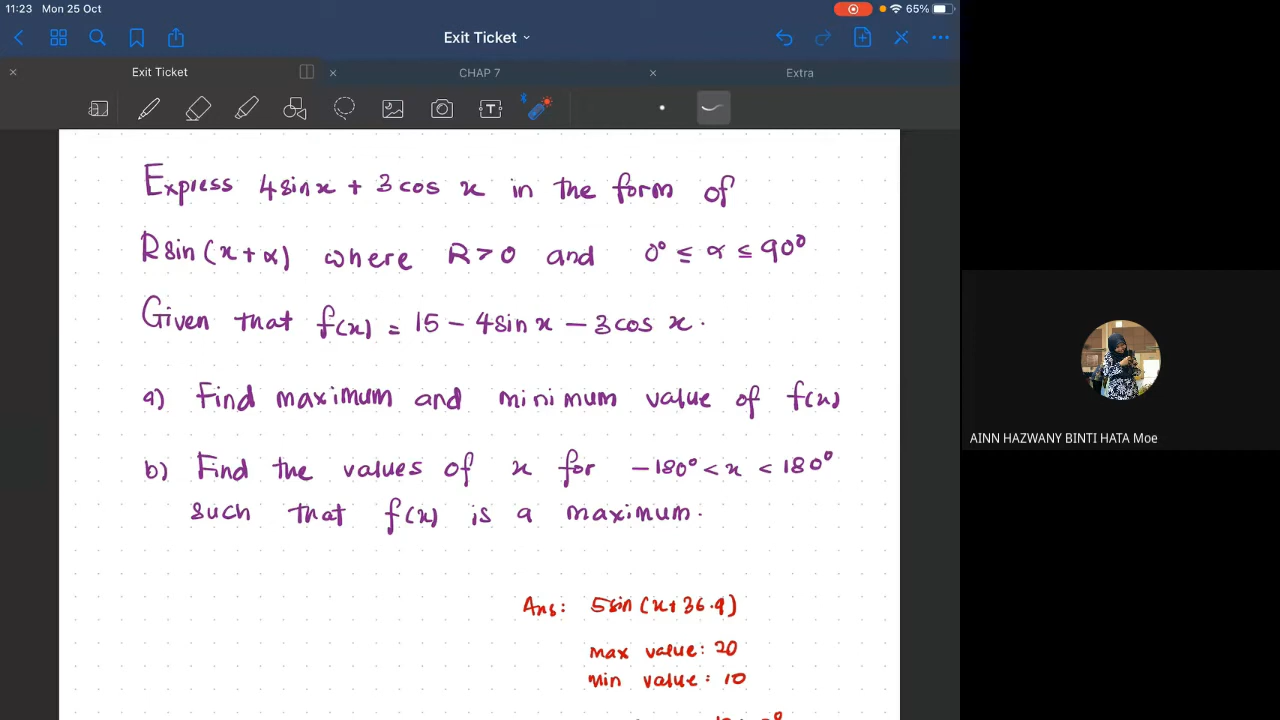 11:23 Mon 25 Oct
65%
Exit Ticket
Exit Ticket
CHAP 7
Extra
Express 4sinx + 3cos x in the form of
Rsin(x+α) where R>0 and 0° ≤ α ≤ 90°
Given that f(x) = 15 - 4sinx - 3cos x.
a) Find maximum and minimum value of f(x)
b) Find the values of x for -180° < x < 180°
such that f(x) is a maximum.
Ans: 5sin(x+36.9)
max value: 20
min value: 10
AINN HAZWANY BINTI HATA Moe